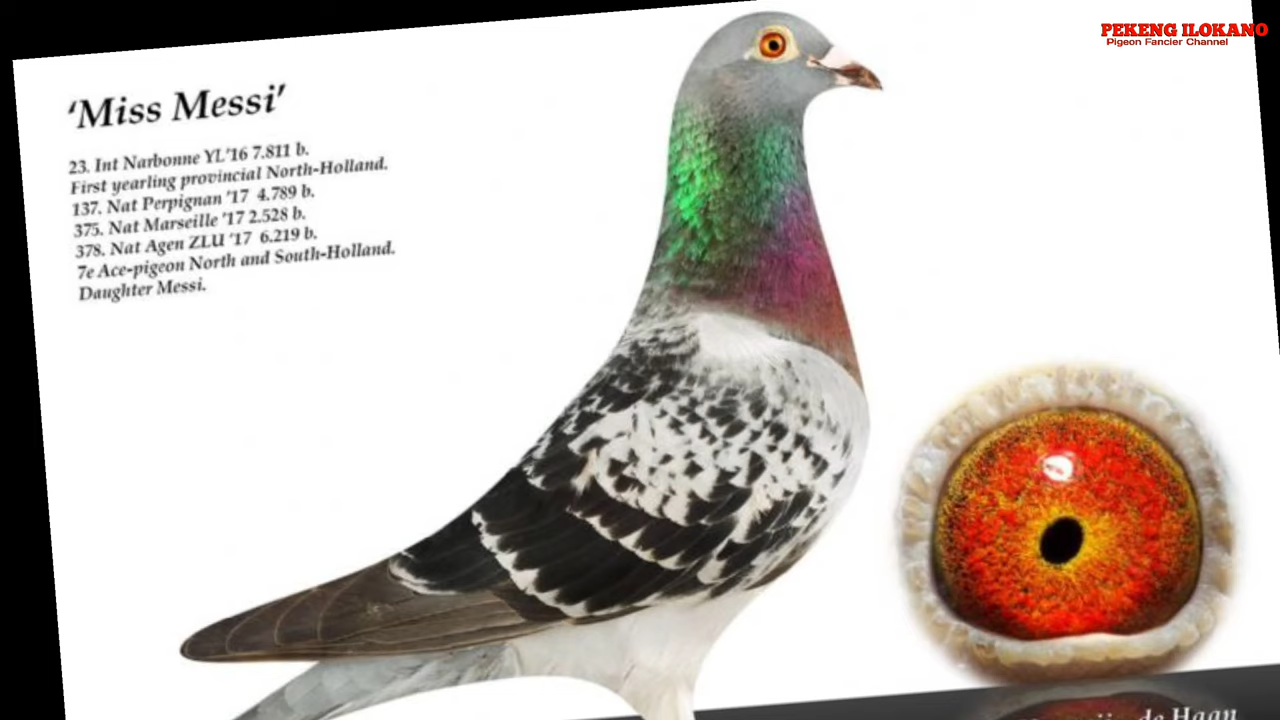 PEKENG ILOKANO
Pigeon Fancier Channel
‘Miss Messi’
23. Int Narbonne YL'16 7.811 b.
First yearling provincial North-Holland.
137. Nat Perpignan '17 4.789 b.
375. Nat Marseille '17 2.528 b.
378. Nat Agen ZLU '17 6.219 b.
7e Ace-pigeon North and South-Holland.
Daughter Messi.
de Haan